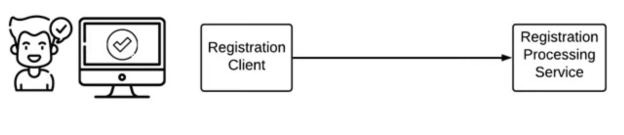 Registration
Client
Registration
Processing
Service